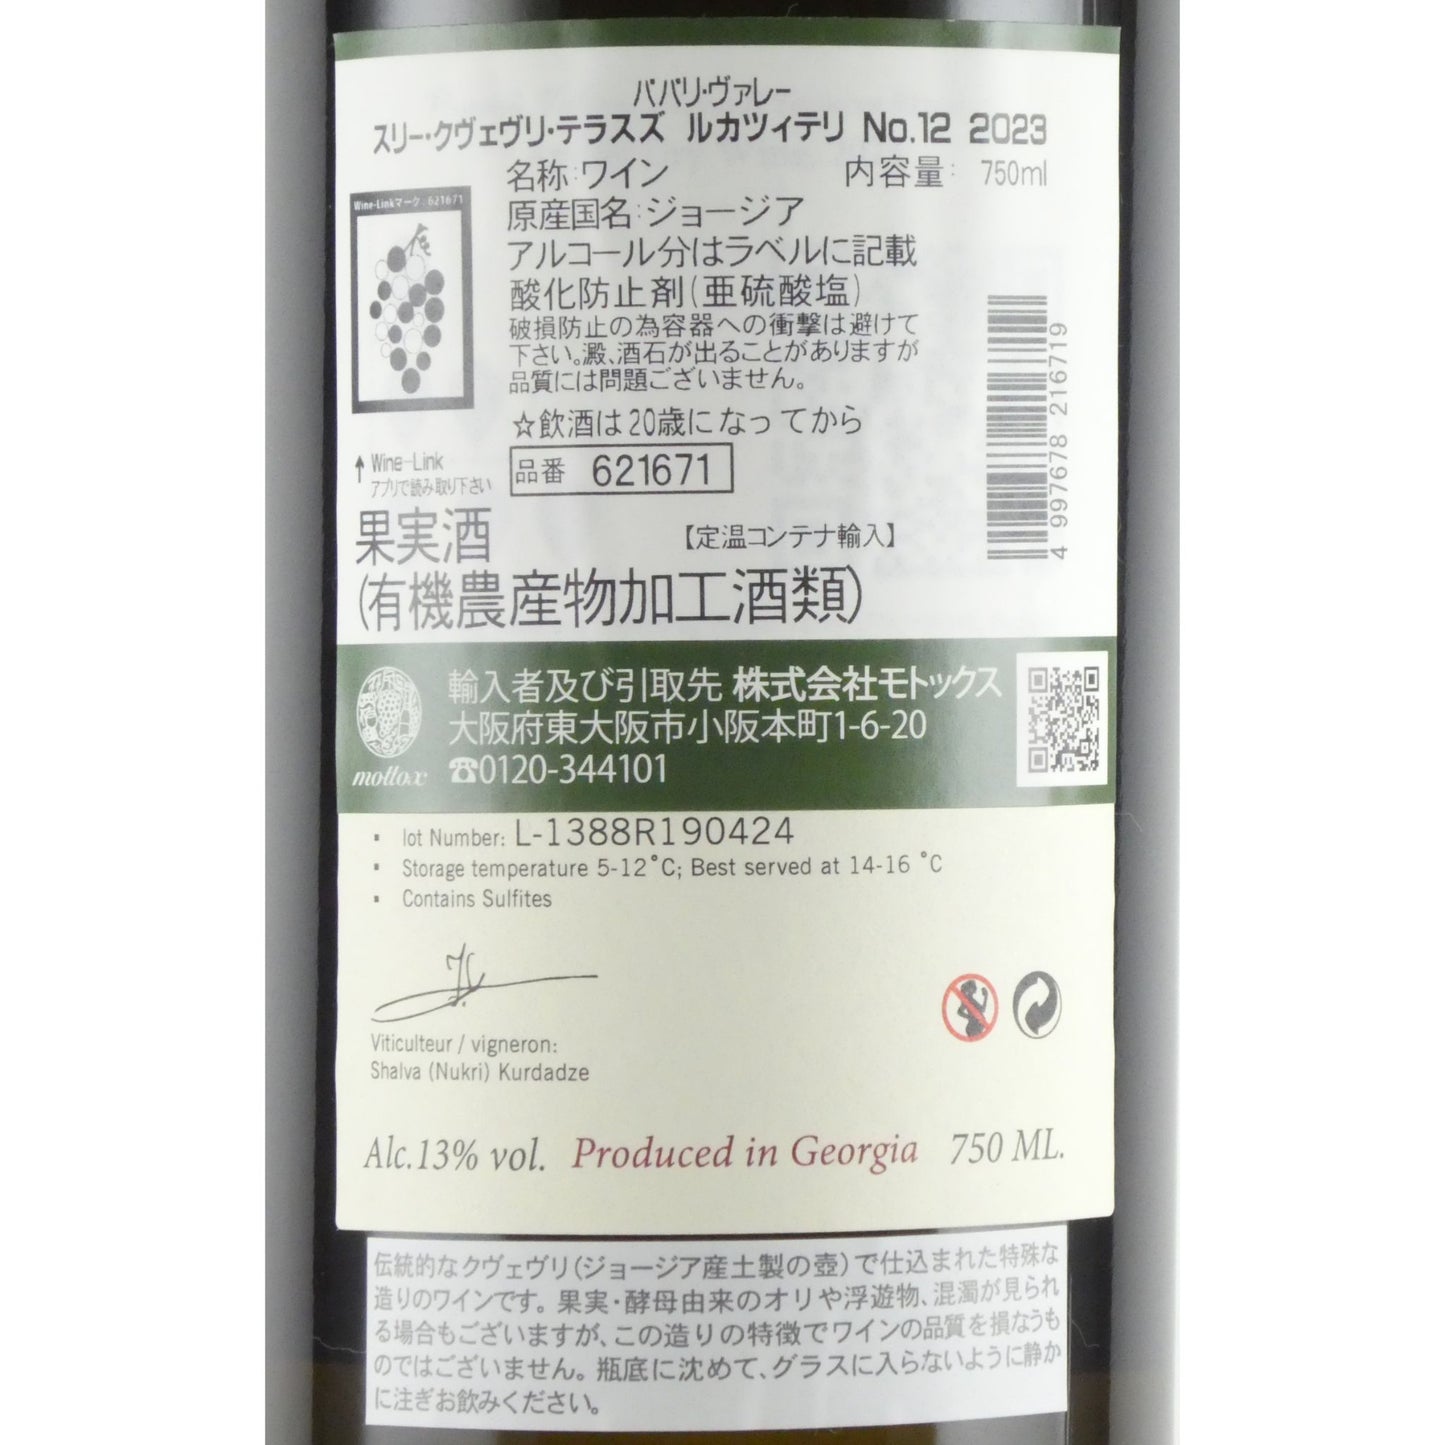 パパリ・ヴァレー
スリー・クヴェヴリ・テラスズ ルカツィテリ No.12 2023
名称:ワイン 内容量: 750ml
Wine-Linkマーク:621671
原産国名:ジョージア
アルコール分はラベルに記載
酸化防止剤(亜硫酸塩)
破損防止の為容器への衝撃は避けて
下さい。澱、酒石が出ることがありますが
品質には問題ございません。
☆飲酒は20歳になってから
↑ Wine-Link
アプリで読み取り下さい
品番 621671
4 997678 216719
果実酒 【定温コンテナ輸入】
(有機農産物加工酒類)
輸入者及び引取先 株式会社モトックス
大阪府東大阪市小阪本町1-6-20
☎0120-344101
mottox
・ lot Number: L-1388R190424
・ Storage temperature 5-12˚C; Best served at 14-16 ˚C
・ Contains Sulfites
Viticulteur / vigneron:
Shalva (Nukri) Kurdadze
Alc.13% vol. Produced in Georgia 750 ML.
伝統的なクヴェヴリ(ジョージア産土製の壺)で仕込まれた特殊な
造りのワインです。果実・酵母由来のオリや浮遊物、混濁が見られ
る場合もございますが、この造りの特徴でワインの品質を損なうも
のではございません。瓶底に沈めて、グラスに入らないように静か
に注ぎお飲みください。